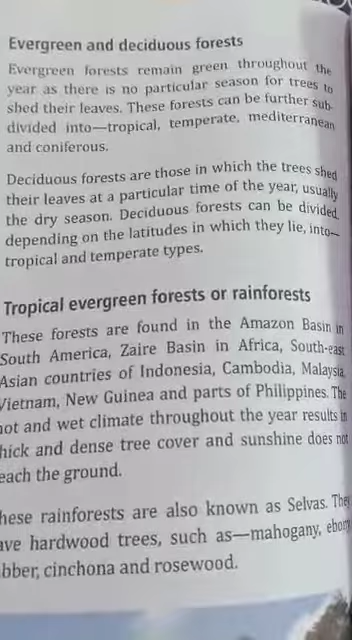 Evergreen and deciduous forests
Evergreen forests remain green throughout the
year as there is no particular season for trees to
shed their leaves. These forests can be further sub-
divided into—tropical, temperate, mediterranean
and coniferous.
Deciduous forests are those in which the trees shed
their leaves at a particular time of the year, usually
the dry season. Deciduous forests can be divided,
depending on the latitudes in which they lie, into—
tropical and temperate types.
Tropical evergreen forests or rainforests
These forests are found in the Amazon Basin in
South America, Zaire Basin in Africa, South-east
Asian countries of Indonesia, Cambodia, Malaysia,
Vietnam, New Guinea and parts of Philippines. The
hot and wet climate throughout the year results in
thick and dense tree cover and sunshine does not
reach the ground.
hese rainforests are also known as Selvas. They
ave hardwood trees, such as—mahogany, ebony
bber, cinchona and rosewood.